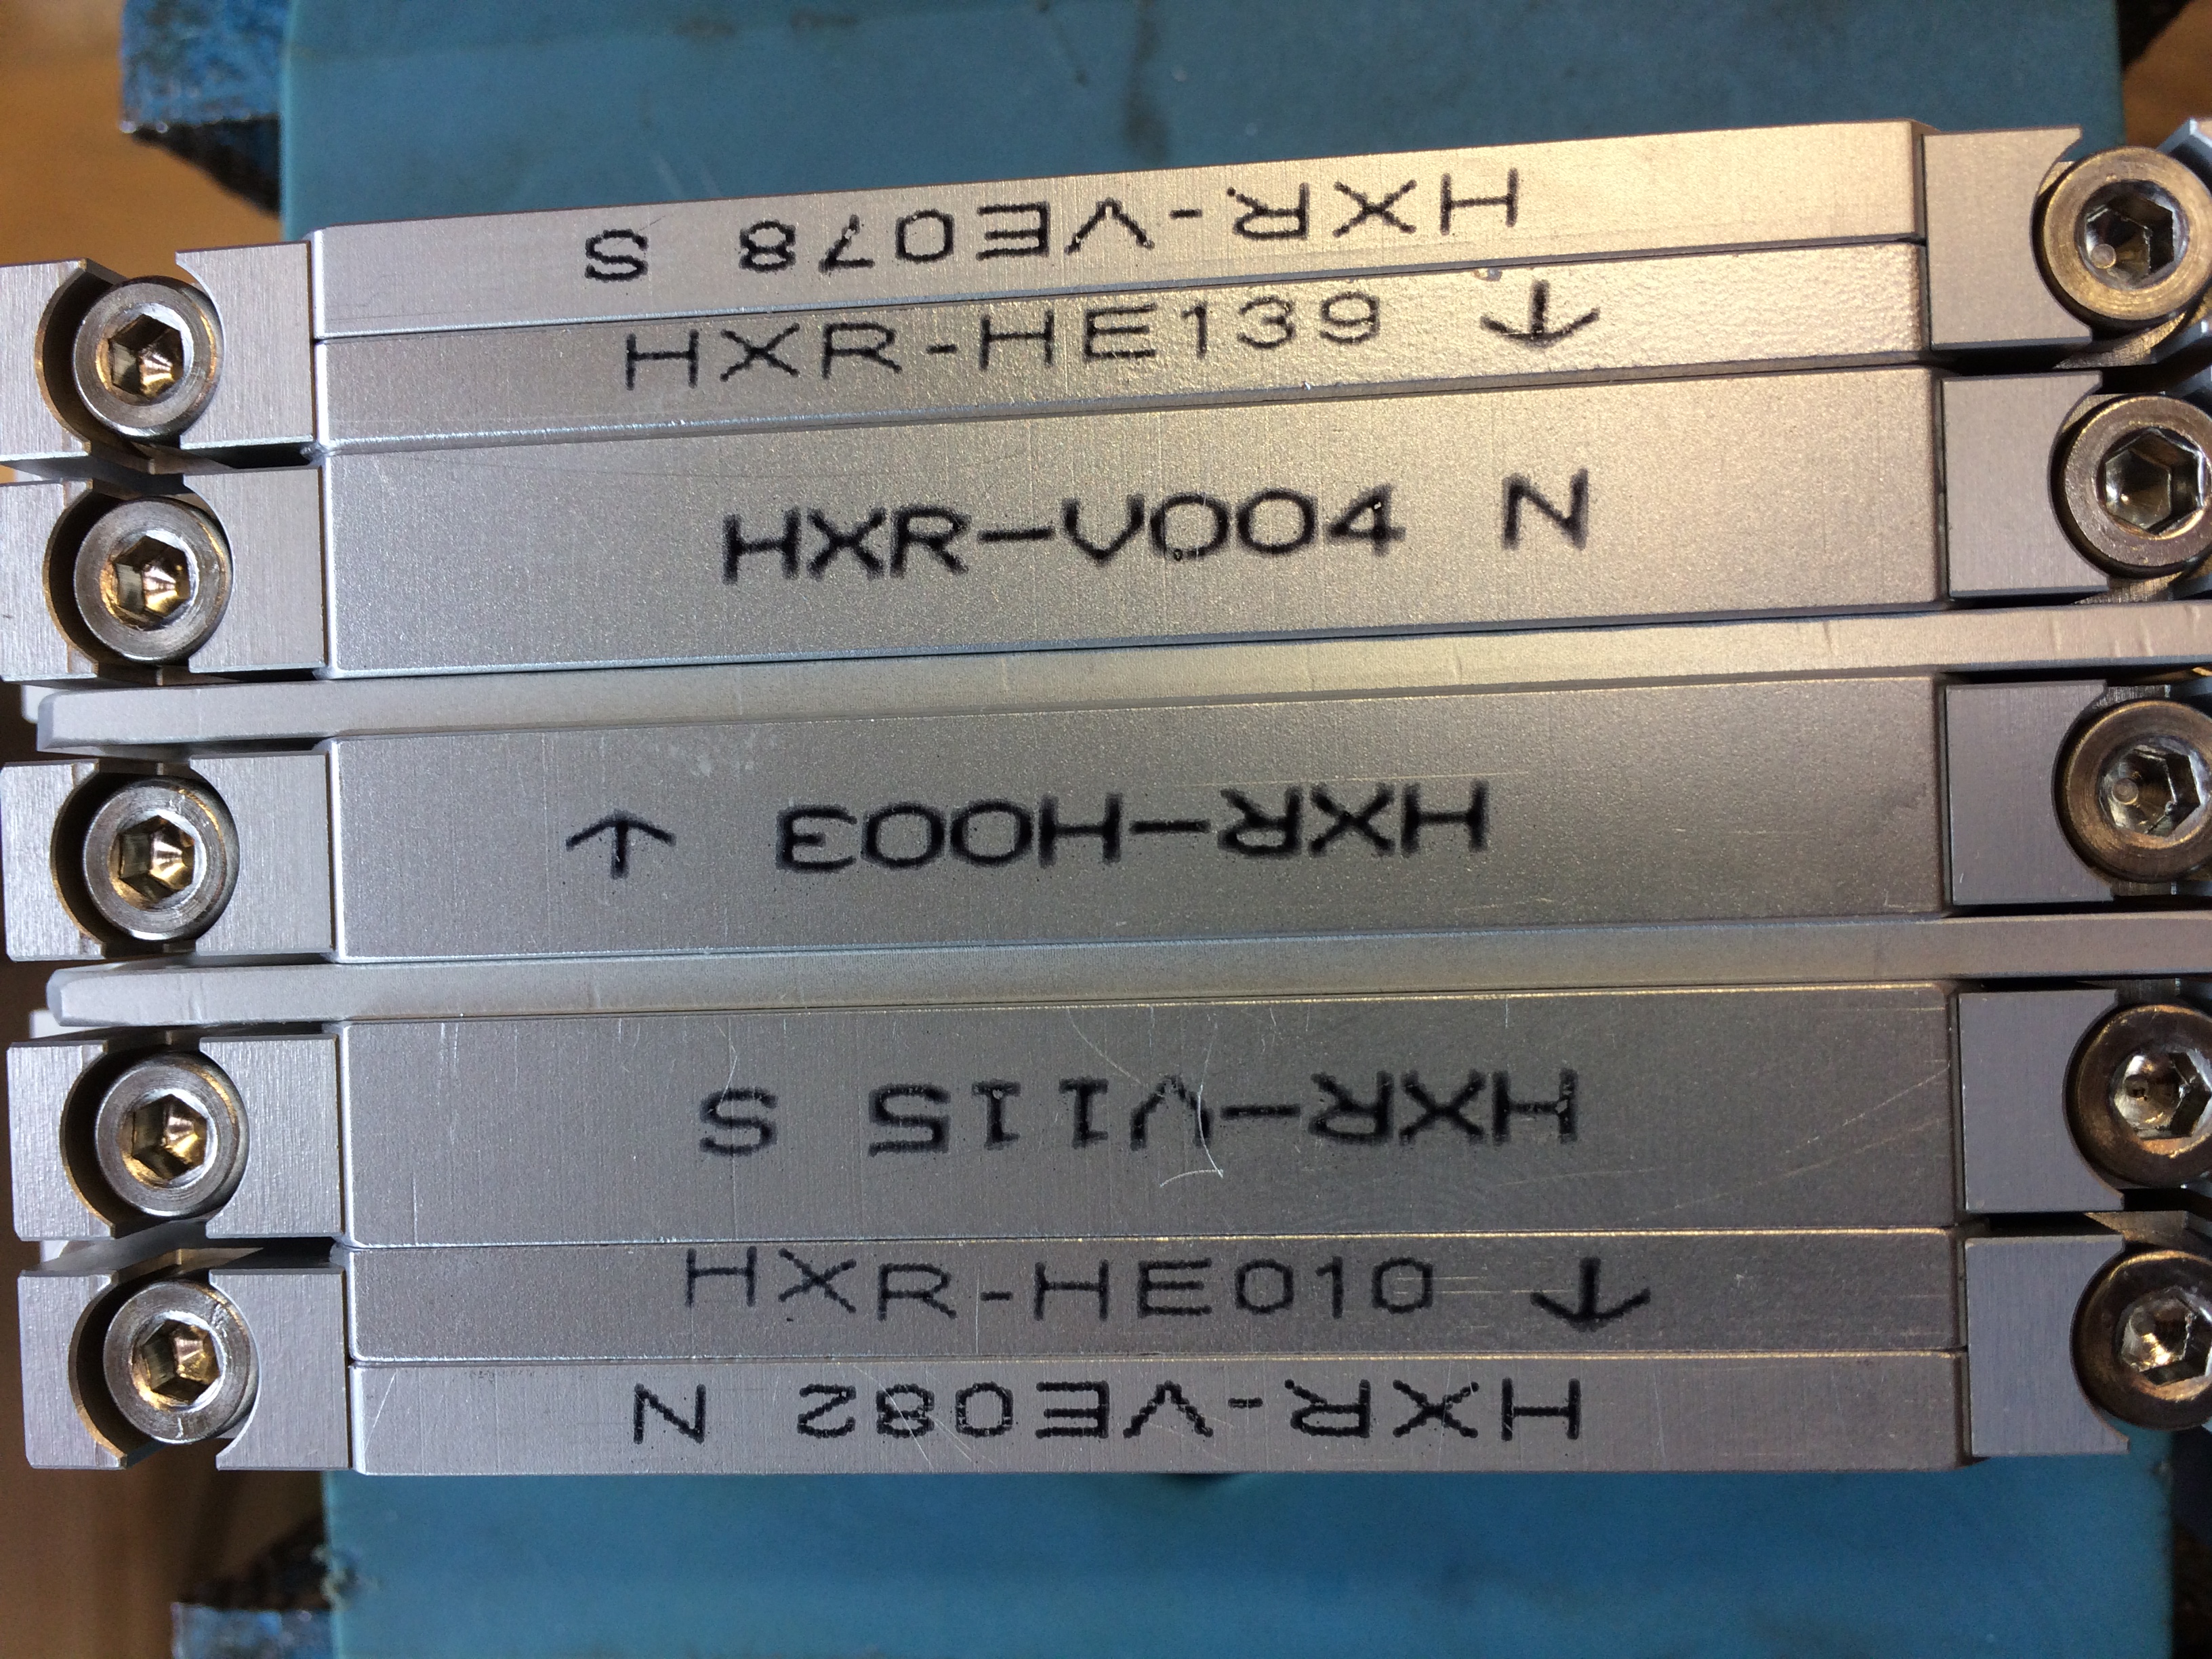 HXR-VE078 S
HXR-HE139 ↓
HXR-V004 N
HXR-H003 ↓
HXR-V115 S
HXR-HE010 ↓
HXR-VE082 N